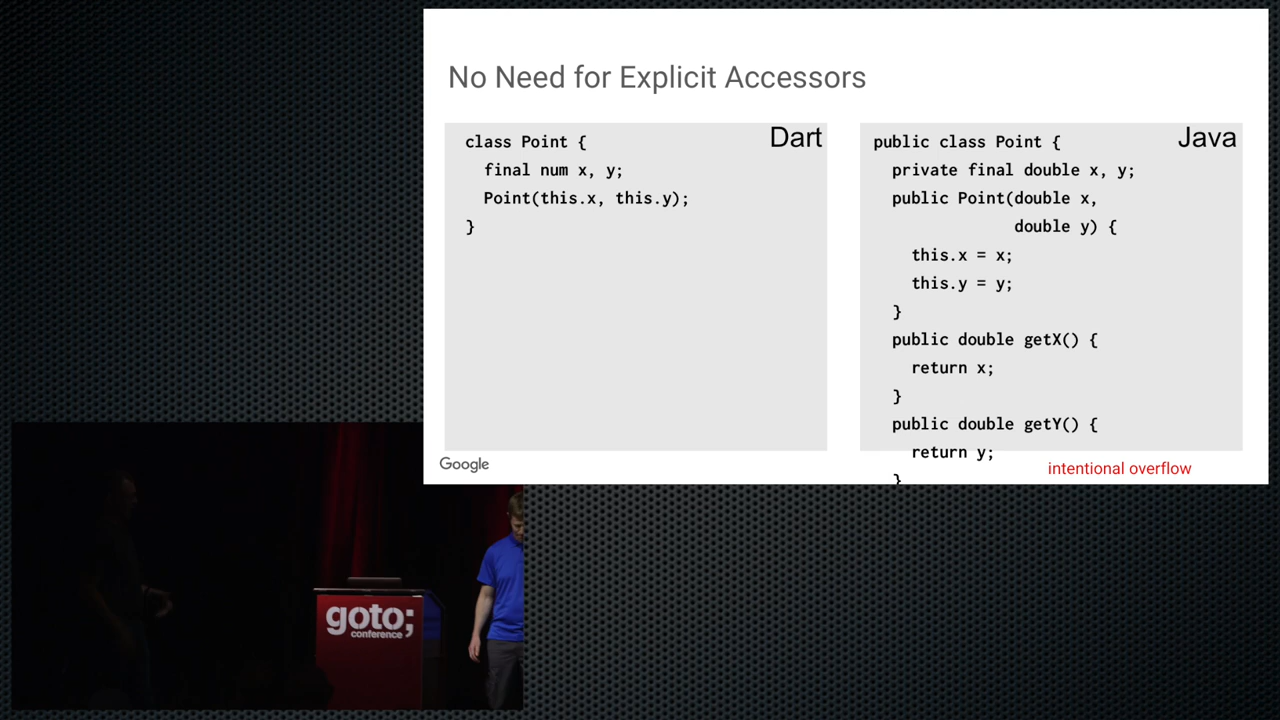 No Need for Explicit Accessors
Dart
class Point {
final num x, y;
Point(this.x, this.y);
}
Java
public class Point {
private final double x, y;
public Point(double x,
double y) {
this.x = x;
this.y = y;
}
public double getX() {
return x;
}
public double getY() {
return y;
}
Google
intentional overflow
goto;
conference